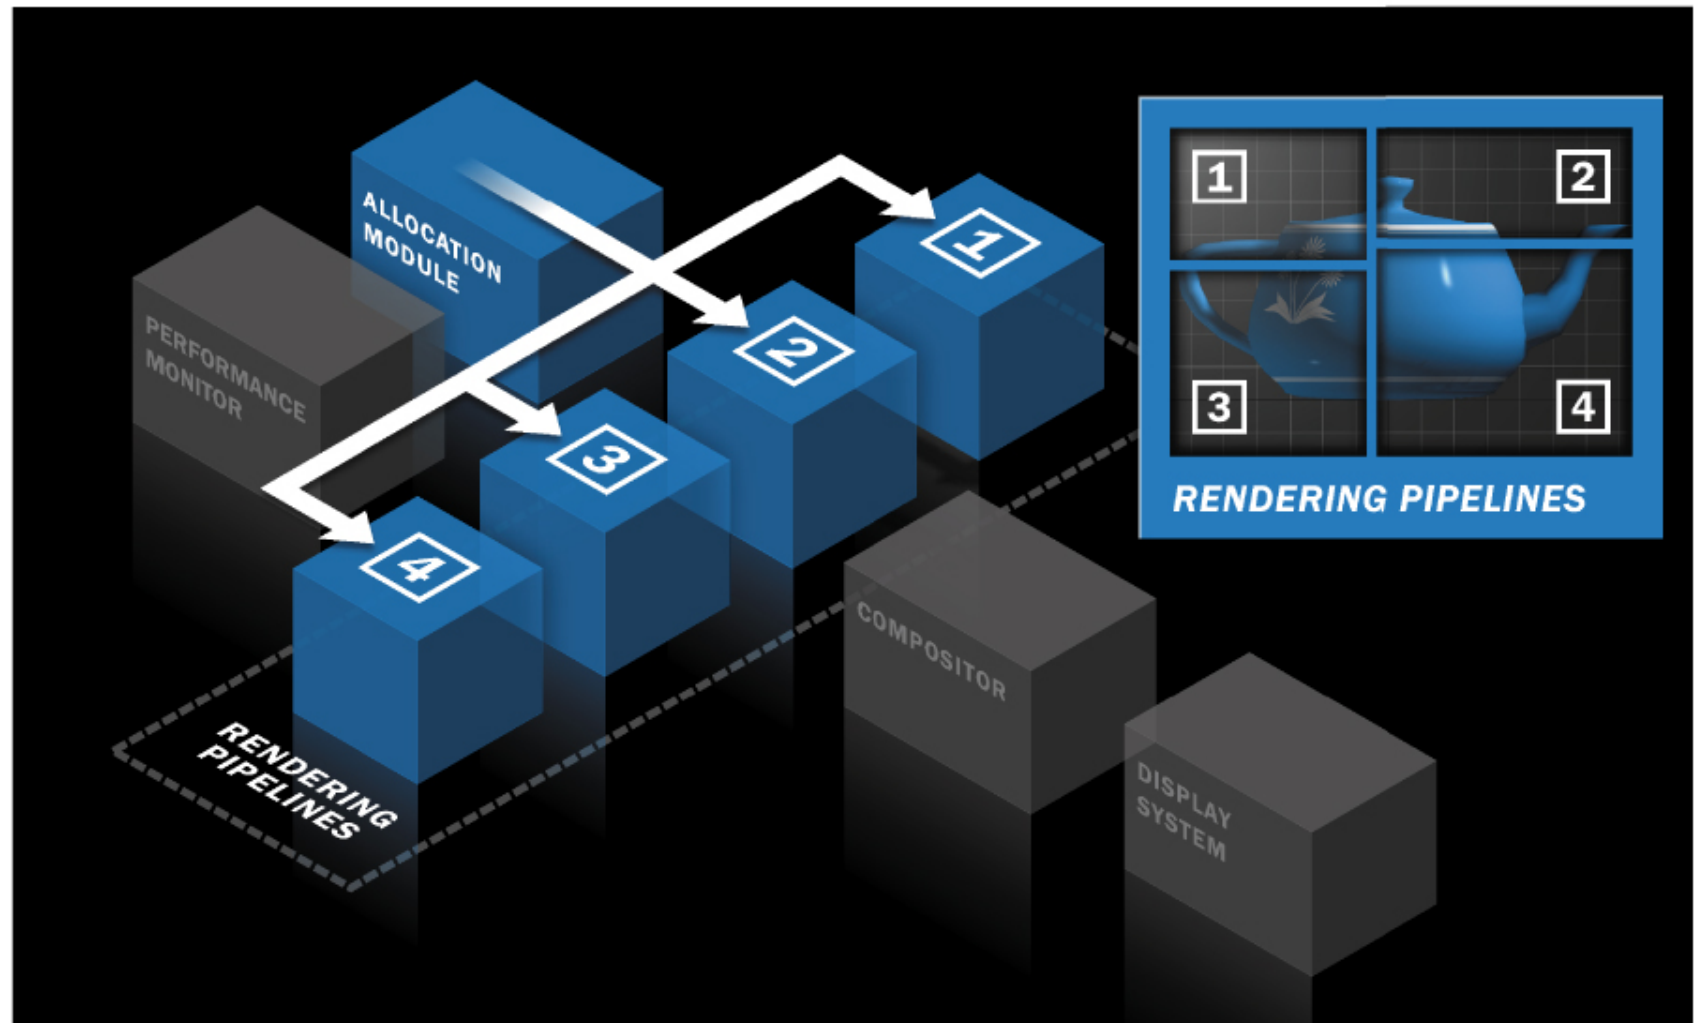 ALLOCATION
MODULE
PERFORMANCE
MONITOR
1
2
3
4
RENDERING
PIPELINES
COMPOSITOR
DISPLAY
SYSTEM
1
2
3
4
RENDERING PIPELINES